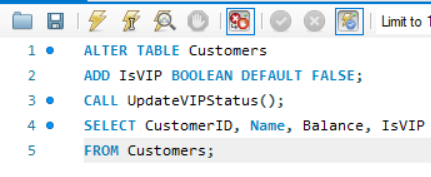 Limit to 1
1 ALTER TABLE Customers
2 ADD IsVIP BOOLEAN DEFAULT FALSE;
3 CALL UpdateVIPStatus();
4 SELECT CustomerID, Name, Balance, IsVIP
5 FROM Customers;